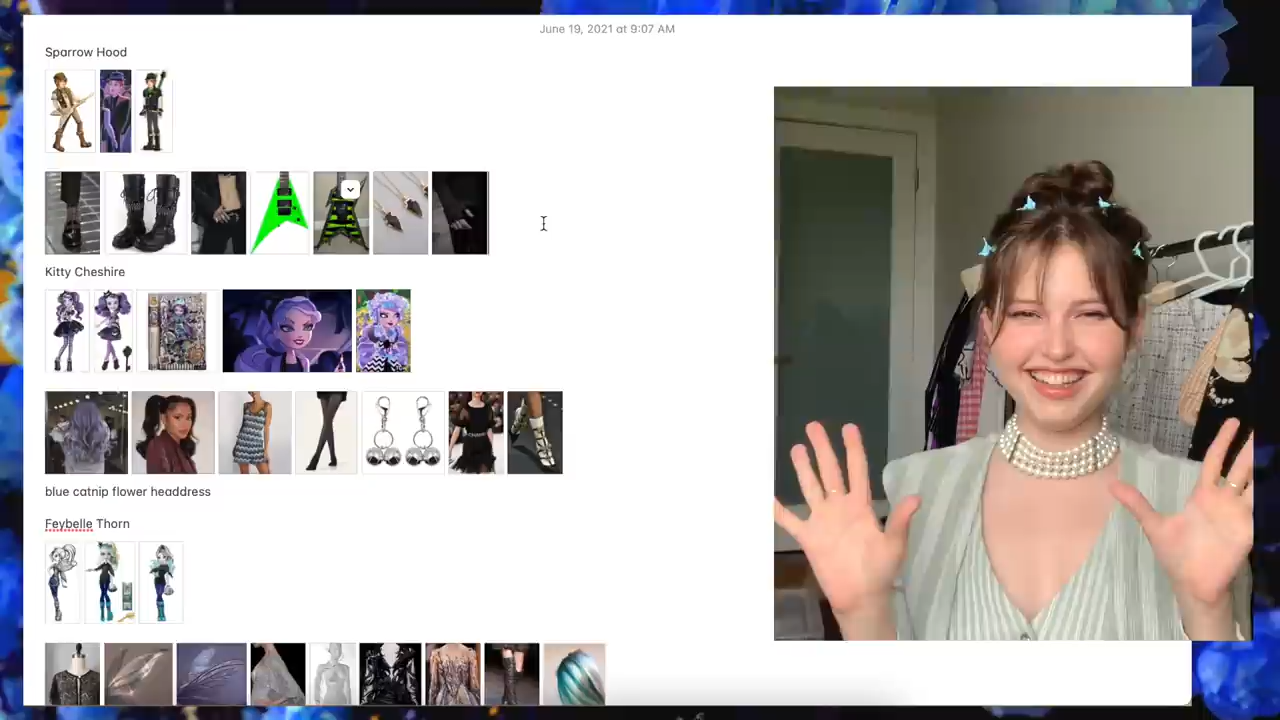 June 19, 2021 at 9:07 AM
Sparrow Hood
Kitty Cheshire
blue catnip flower headdress
Feybelle Thorn